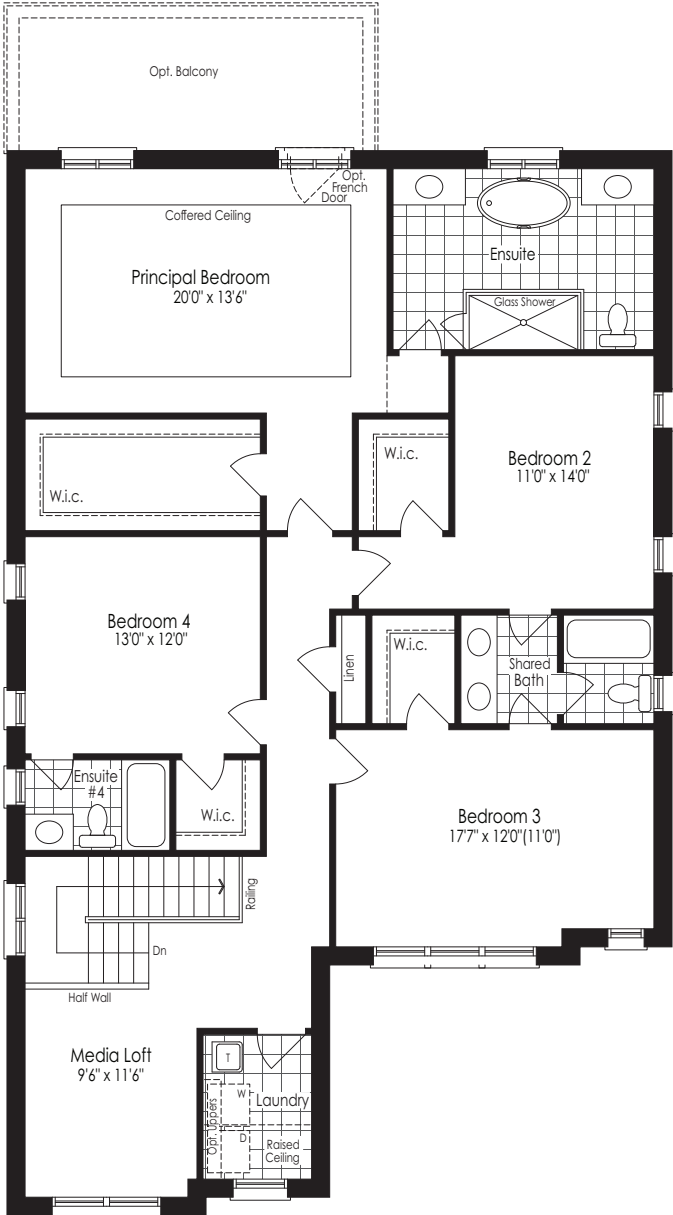 Opt. Balcony
Opt.
French
Door
Coffered Ceiling
Principal Bedroom
20'0" x 13'6"
Ensuite
Glass Shower
W.i.c.
W.i.c.
Bedroom 2
11'0" x 14'0"
Bedroom 4
13'0" x 12'0"
Linen
W.i.c.
Shared
Bath
Ensuite
#4
W.i.c.
Bedroom 3
17'7" x 12'0"(11'0")
Railing
Dn
Half Wall
Media Loft
9'6" x 11'6"
T
W
Laundry
Opt. Uppers
D
Raised
Ceiling